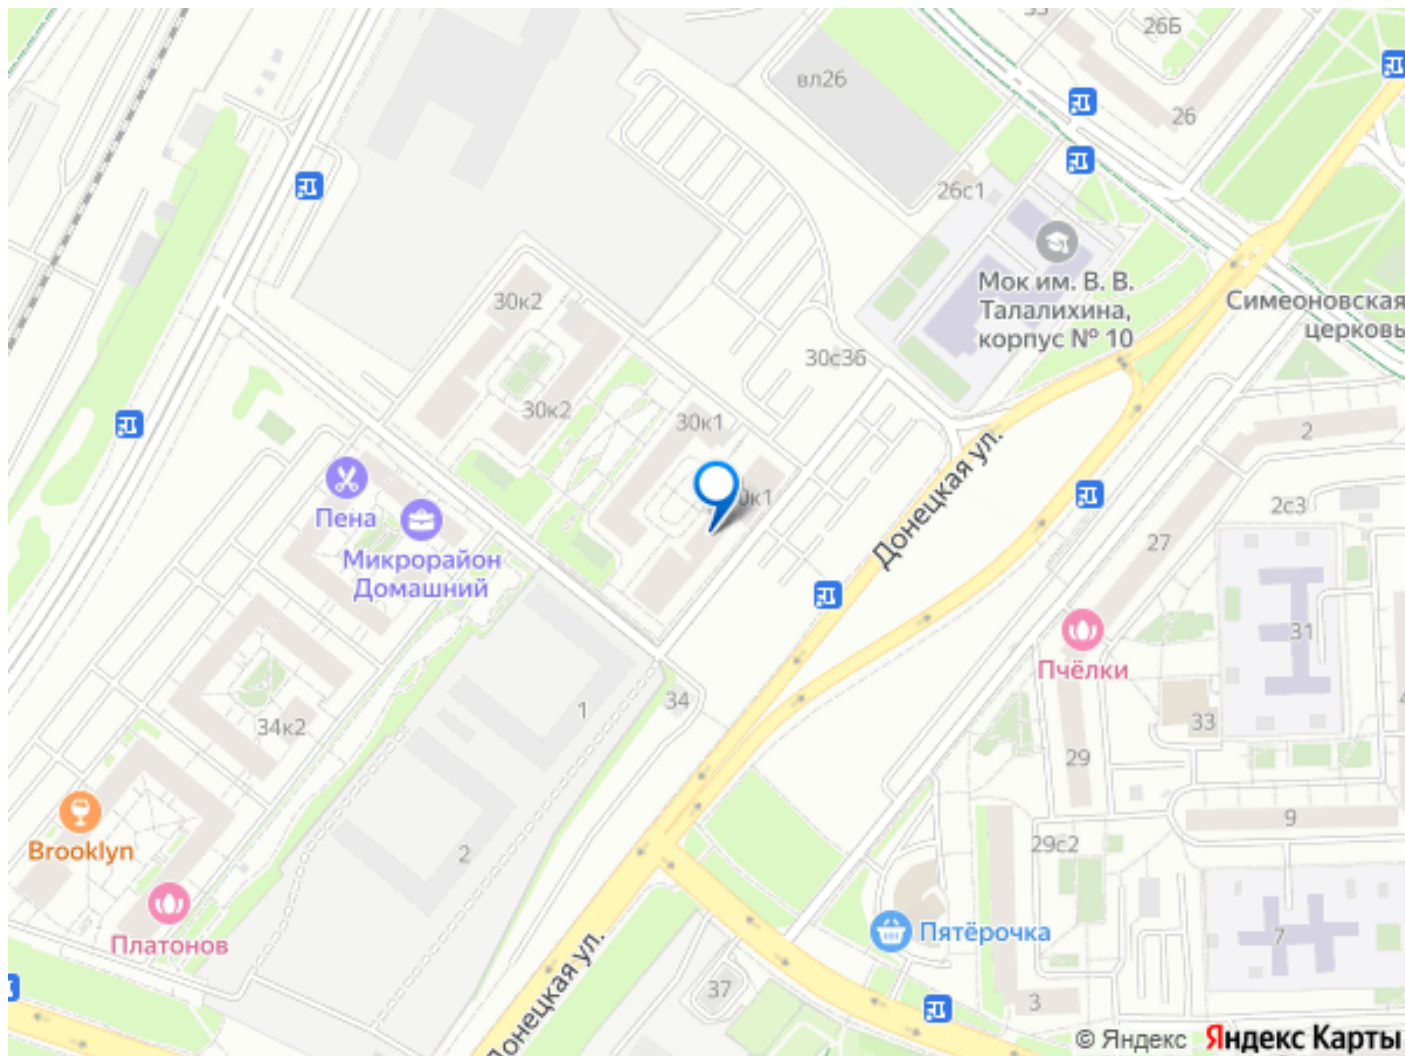 26Б
вл26
26
26с1
Мок им. В. В.
Талалихина,
корпус № 10
Симеоновская
церковь
30к2
30с36
30к2
30к1
2
Донецкая ул.
Пена
2с3
Микрорайон
Домашний
27
31
Пчёлки
34
1
33
34к2
29
9
Brooklyn
2
29с2
Платонов
Пятёрочка
7
Донецкая ул.
37
3
© Яндекс Яндекс Карты